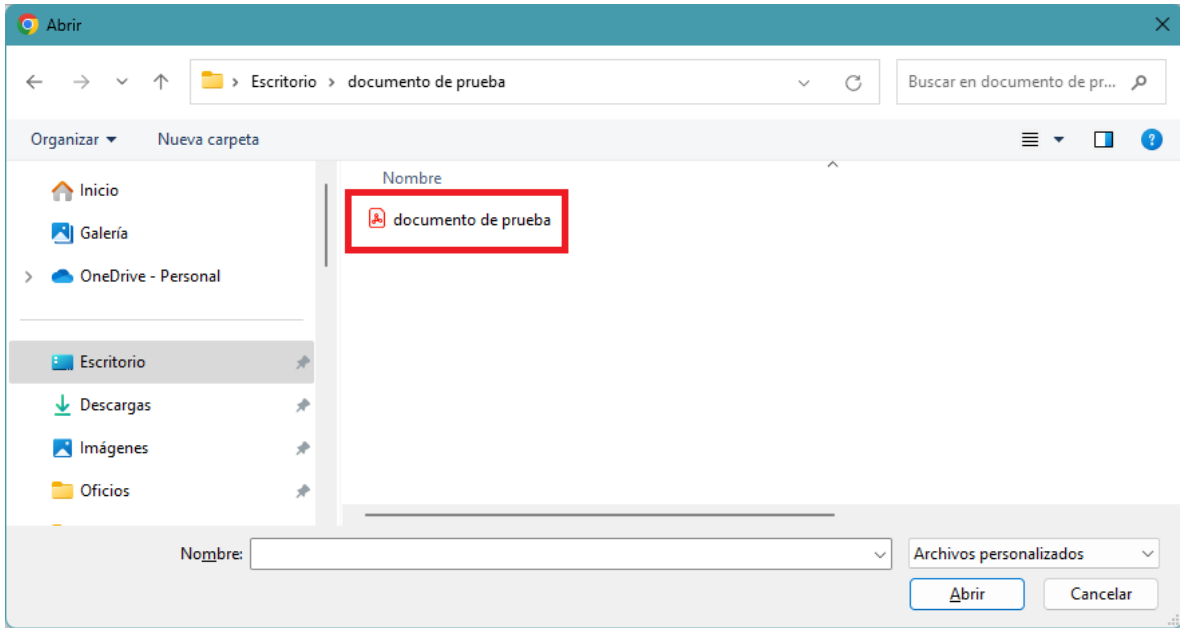 Abrir
Escritorio > documento de prueba
Buscar en documento de pr...
Organizar
Nueva carpeta
Inicio
Galería
OneDrive - Personal
Escritorio
Descargas
Imágenes
Oficios
Nombre
documento de prueba
Nombre:
Archivos personalizados
Abrir
Cancelar